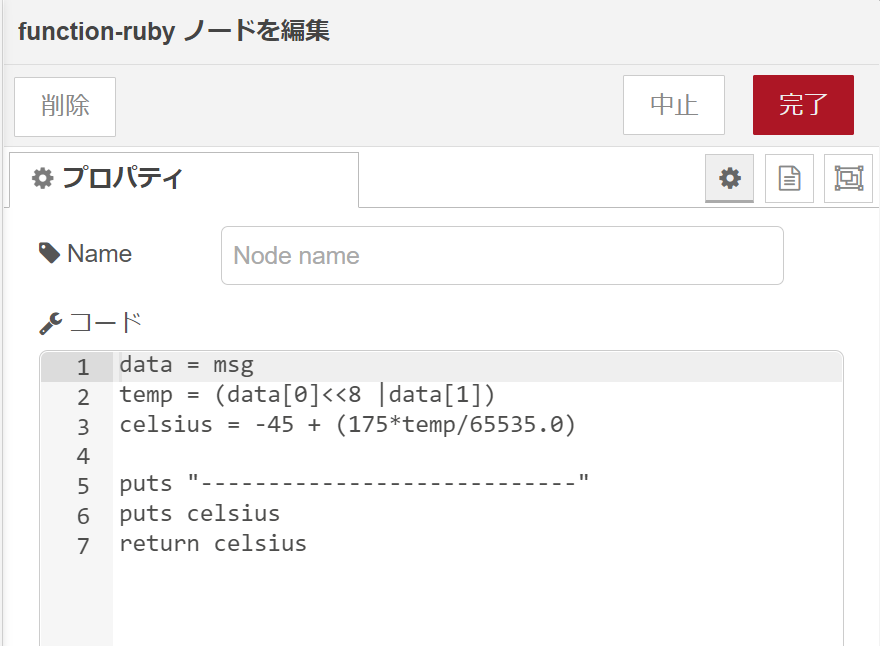 function-ruby ノードを編集
削除 中止 完了
プロパティ
Name Node name
コード
1 data = msg
2 temp = (data[0]<<8 |data[1])
3 celsius = -45 + (175*temp/65535.0)
4
5 puts "----------------------------"
6 puts celsius
7 return celsius